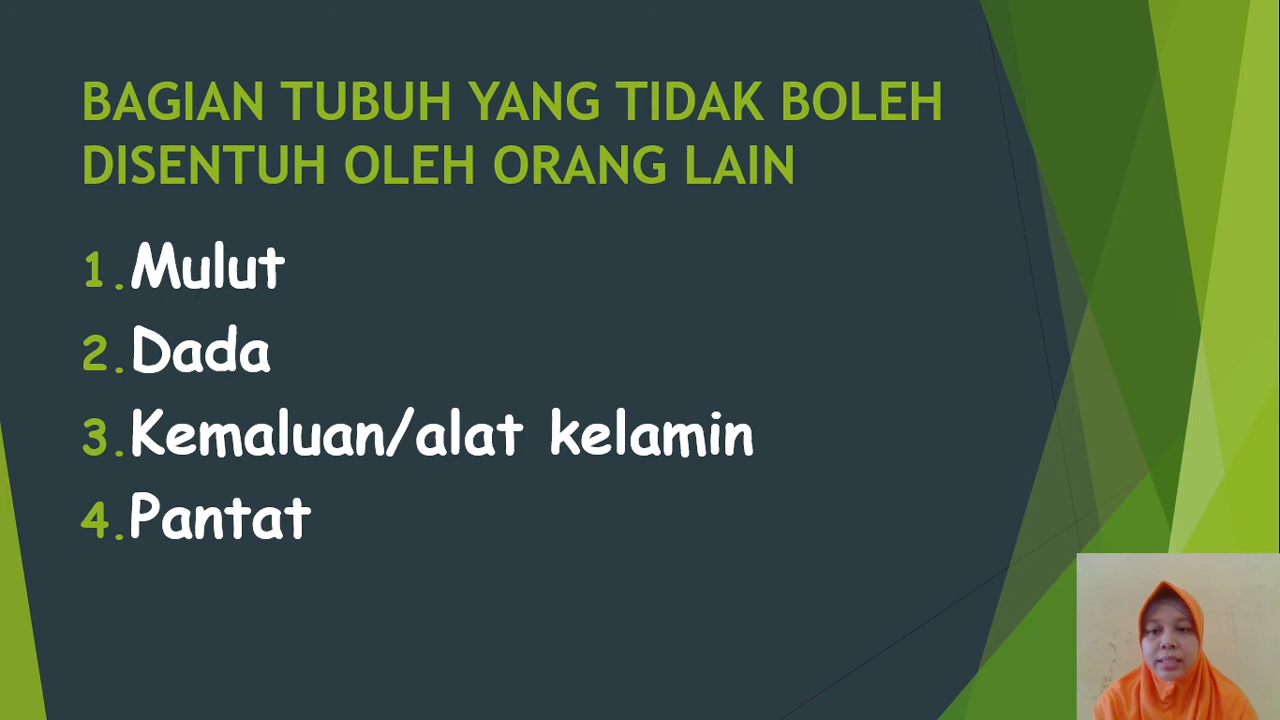 BAGIAN TUBUH YANG TIDAK BOLEH
DISENTUH OLEH ORANG LAIN
1.Mulut
2.Dada
3.Kemaluan/alat kelamin
4.Pantat